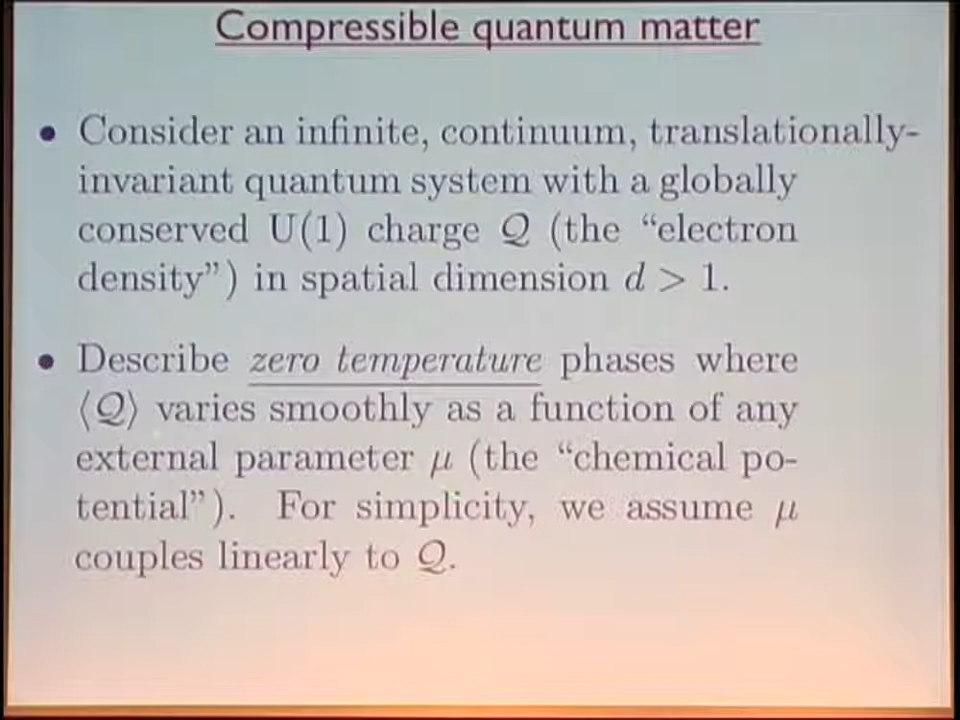 Compressible quantum matter
• Consider an infinite, continuum, translationally-
invariant quantum system with a globally
conserved U(1) charge 𝒬 (the “electron
density”) in spatial dimension d > 1.
• Describe zero temperature phases where
⟨𝒬⟩ varies smoothly as a function of any
external parameter μ (the “chemical po-
tential”). For simplicity, we assume μ
couples linearly to 𝒬.